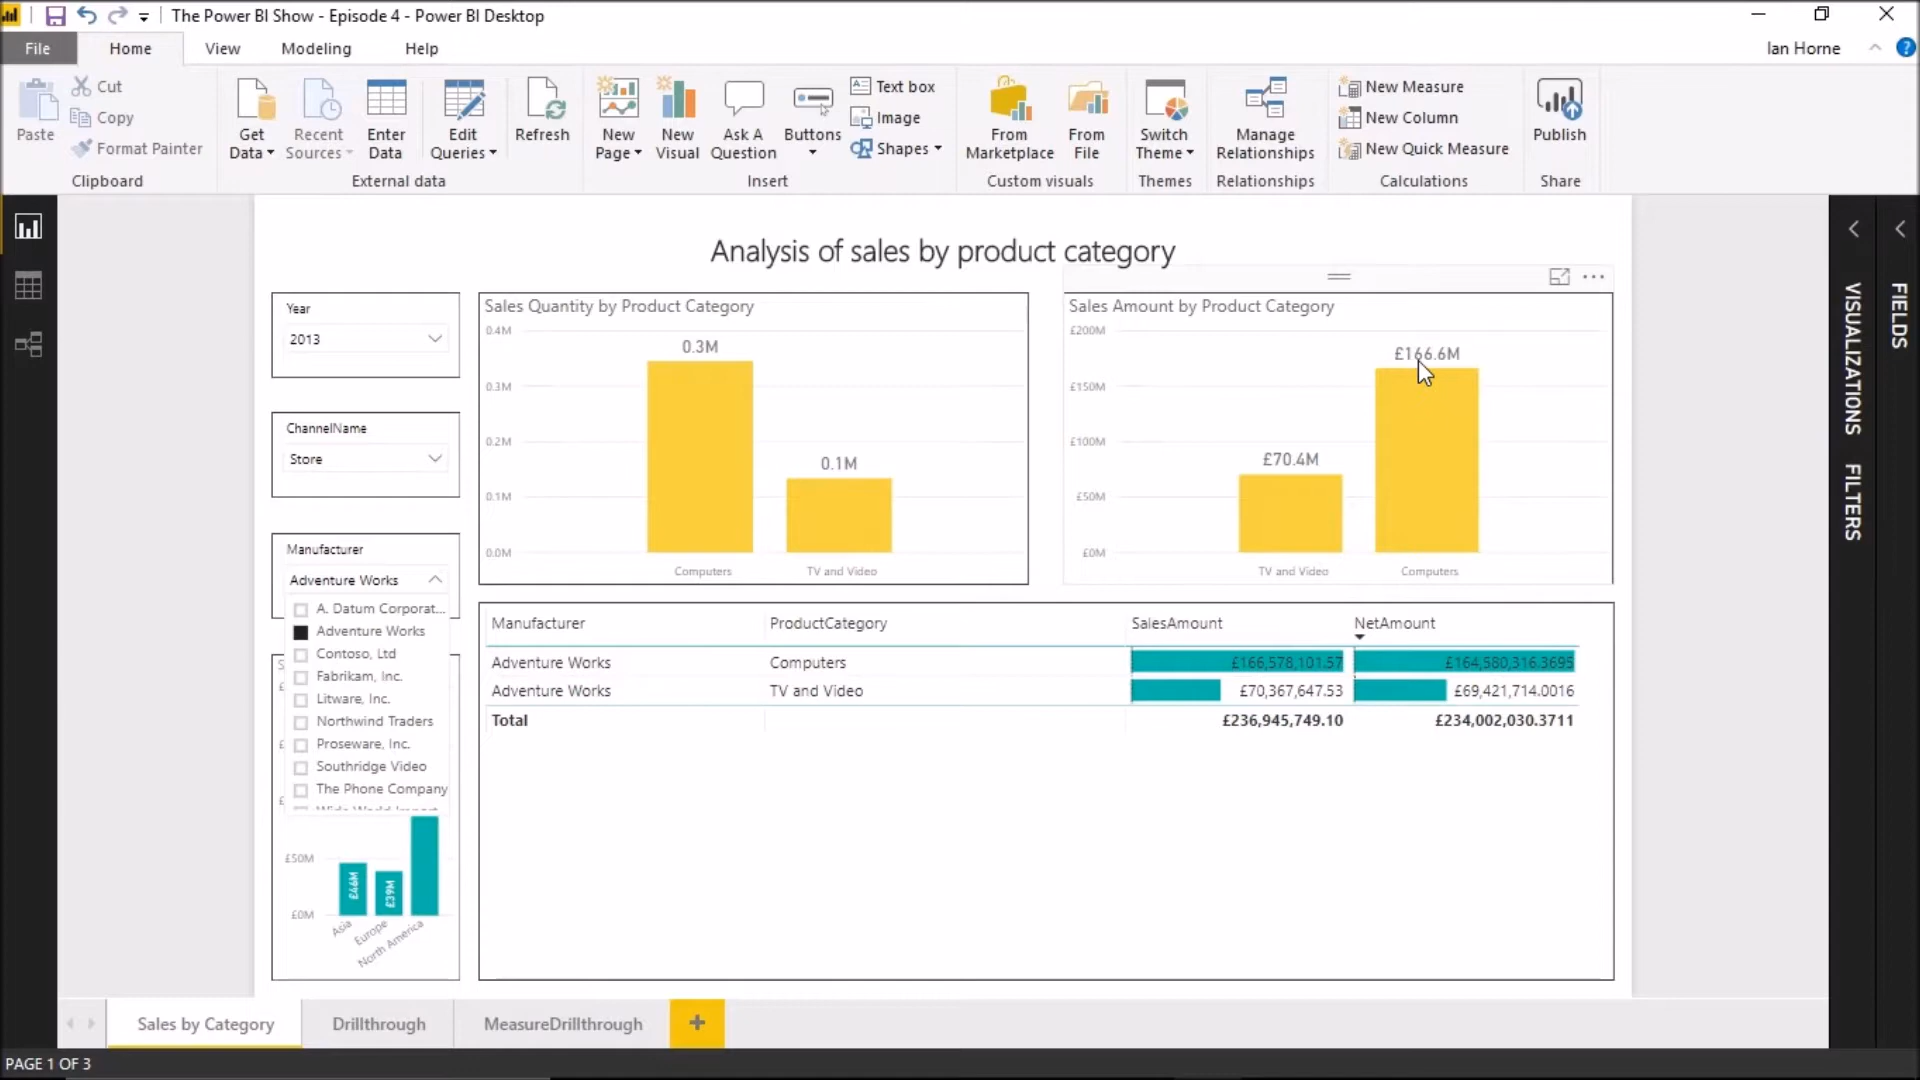 The Power BI Show - Episode 4 - Power BI Desktop
File Home View Modeling Help
Ian Horne
?
Paste
Cut
Copy
Format Painter
Clipboard
Get Data
Recent Sources
Enter Data
Edit Queries
Refresh
External data
New Page
New Visual
Ask A Question
Buttons
Text box
Image
Shapes
Insert
From Marketplace
From File
Custom visuals
Switch Theme
Themes
Manage Relationships
Relationships
New Measure
New Column
New Quick Measure
Calculations
Publish
Share
Analysis of sales by product category
Year
2013
ChannelName
Store
Manufacturer
Adventure Works
A. Datum Corporat...
Adventure Works
Contoso, Ltd
Fabrikam, Inc.
Litware, Inc.
Northwind Traders
Proseware, Inc.
Southridge Video
The Phone Company
£50M
£0M
£46M
£39M
Asia
Europe
North America
Sales Quantity by Product Category
0.4M
0.3M
0.2M
0.1M
0.0M
0.3M
0.1M
Computers
TV and Video
Sales Amount by Product Category
£200M
£150M
£100M
£50M
£0M
£70.4M
£166.6M
TV and Video
Computers
Manufacturer ProductCategory SalesAmount NetAmount
Adventure Works Computers £166,578,101.57 £164,580,316.3695
Adventure Works TV and Video £70,367,647.53 £69,421,714.0016
Total £236,945,749.10 £234,002,030.3711
VISUALIZATIONS
FILTERS
FIELDS
Sales by Category Drillthrough MeasureDrillthrough +
PAGE 1 OF 3